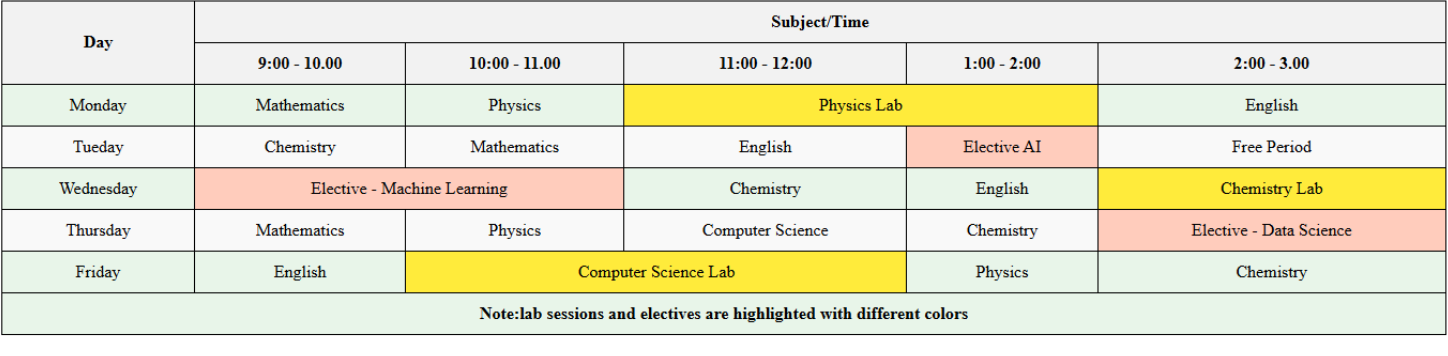 Day Subject/Time
9:00 - 10.00 10:00 - 11.00 11:00 - 12:00 1:00 - 2:00 2:00 - 3.00
Monday Mathematics Physics Physics Lab English
Tueday Chemistry Mathematics English Elective AI Free Period
Wednesday Elective - Machine Learning Chemistry English Chemistry Lab
Thursday Mathematics Physics Computer Science Chemistry Elective - Data Science
Friday English Computer Science Lab Physics Chemistry
Note:lab sessions and electives are highlighted with different colors